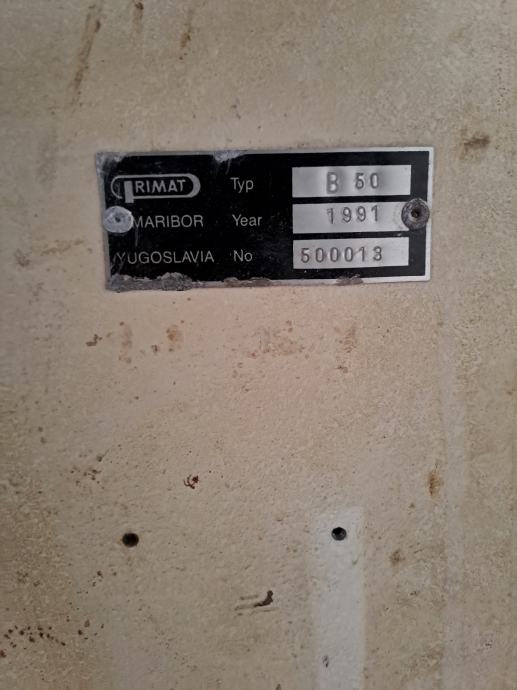 PRIMAT Typ B 50
MARIBOR Year 1991
YUGOSLAVIA No 500013